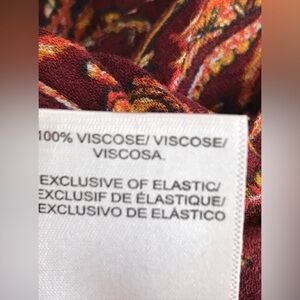 100% VISCOSE/ VISCOSE/
VISCOSA.
EXCLUSIVE OF ELASTIC/
EXCLUSIF DE ÉLASTIQUE/
EXCLUSIVO DE ELÁSTICO